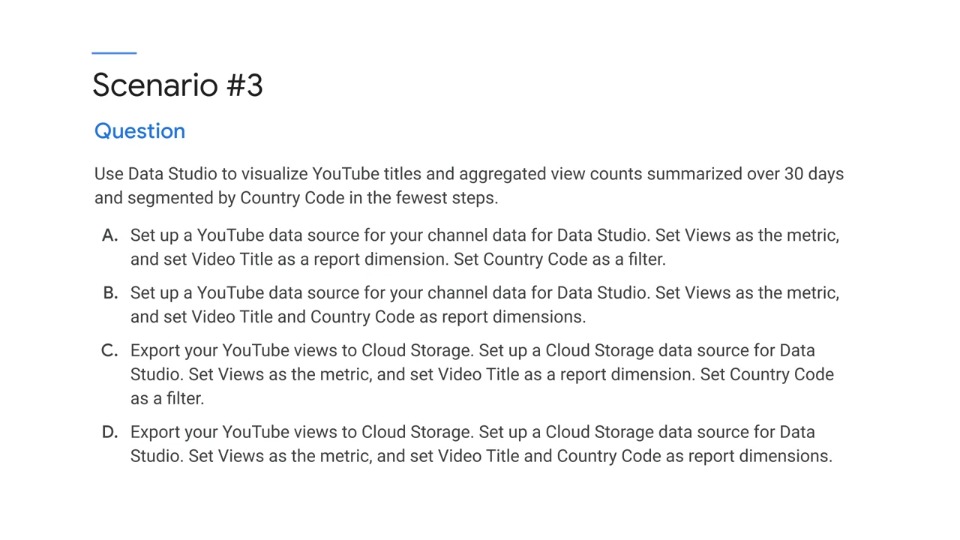 Scenario #3
Question
Use Data Studio to visualize YouTube titles and aggregated view counts summarized over 30 days
and segmented by Country Code in the fewest steps.
A. Set up a YouTube data source for your channel data for Data Studio. Set Views as the metric,
and set Video Title as a report dimension. Set Country Code as a filter.
B. Set up a YouTube data source for your channel data for Data Studio. Set Views as the metric,
and set Video Title and Country Code as report dimensions.
C. Export your YouTube views to Cloud Storage. Set up a Cloud Storage data source for Data
Studio. Set Views as the metric, and set Video Title as a report dimension. Set Country Code
as a filter.
D. Export your YouTube views to Cloud Storage. Set up a Cloud Storage data source for Data
Studio. Set Views as the metric, and set Video Title and Country Code as report dimensions.